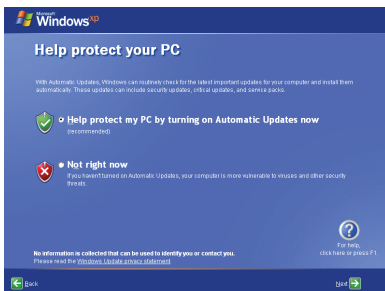 Microsoft
Windows xp
Help protect your PC
With Automatic Updates, Windows can routinely check for the latest important updates for your computer and install them
automatically. These updates can include security updates, critical updates, and service packs.
Help protect my PC by turning on Automatic Updates now
(recommended)
Not right now
If you haven't turned on Automatic Updates, your computer is more vulnerable to viruses and other security
threats.
For help,
click here or press F1
No information is collected that can be used to identify you or contact you.
Please read the Windows Update privacy statement
Back
Next